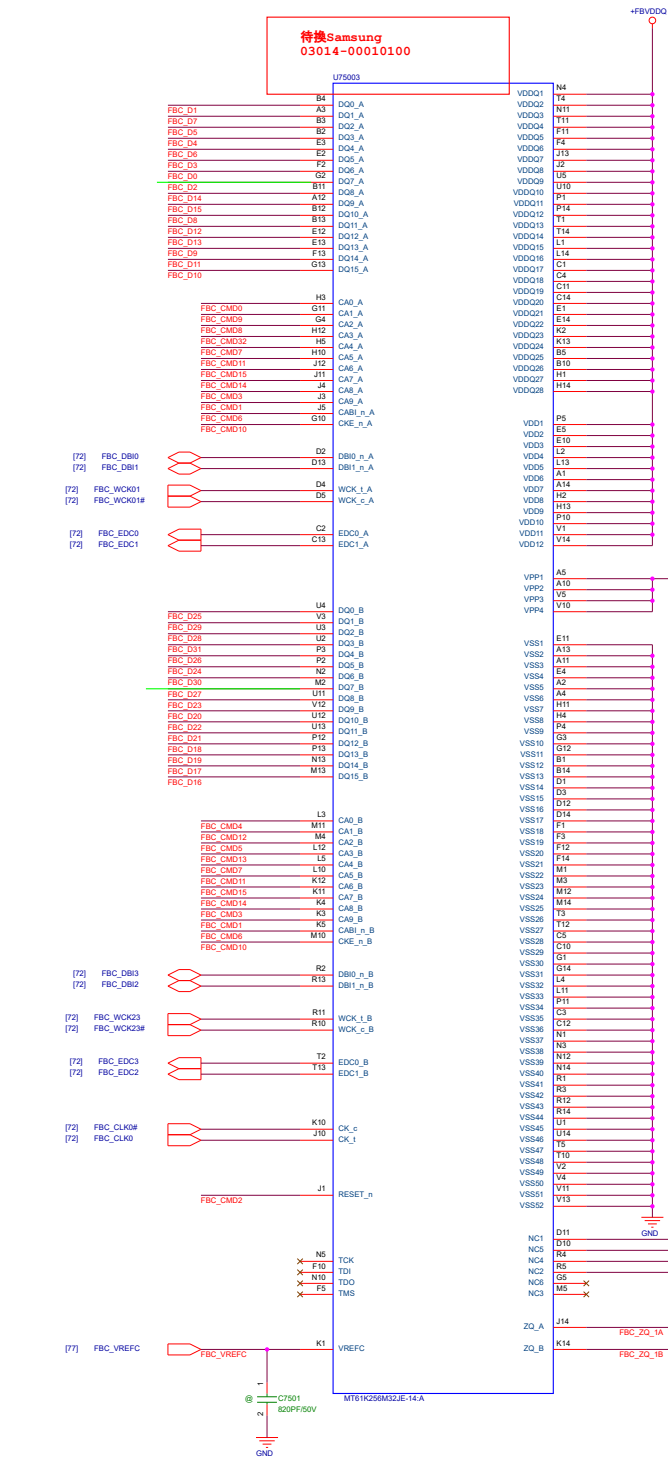 +FBVDDQ
待换Samsung
03014-00010100
U75003
B4 DQ0_A
FBC_D1 A3 DQ1_A
FBC_D7 B3 DQ2_A
FBC_D5 B2 DQ3_A
FBC_D4 E3 DQ4_A
FBC_D6 E2 DQ5_A
FBC_D3 F2 DQ6_A
FBC_D0 G2 DQ7_A
FBC_D2 B11 DQ8_A
FBC_D14 A12 DQ9_A
FBC_D15 B12 DQ10_A
FBC_D8 B13 DQ11_A
FBC_D12 E12 DQ12_A
FBC_D13 E13 DQ13_A
FBC_D9 F13 DQ14_A
FBC_D11 G13 DQ15_A
FBC_D10
H3 CA0_A
FBC_CMD0 G11 CA1_A
FBC_CMD9 G4 CA2_A
FBC_CMD8 H12 CA3_A
FBC_CMD32 H5 CA4_A
FBC_CMD7 H10 CA5_A
FBC_CMD11 J12 CA6_A
FBC_CMD15 J11 CA7_A
FBC_CMD14 J4 CA8_A
FBC_CMD3 J3 CA9_A
FBC_CMD1 J5 CABI_n_A
FBC_CMD6 G10 CKE_n_A
FBC_CMD10
[72] FBC_DBI0 D2 DBI0_n_A
[72] FBC_DBI1 D13 DBI1_n_A
[72] FBC_WCK01 D4 WCK_t_A
[72] FBC_WCK01# D5 WCK_c_A
[72] FBC_EDC0 C2 EDC0_A
[72] FBC_EDC1 C13 EDC1_A
U4 DQ0_B
FBC_D25 V3 DQ1_B
FBC_D29 U3 DQ2_B
FBC_D28 U2 DQ3_B
FBC_D31 P3 DQ4_B
FBC_D26 P2 DQ5_B
FBC_D24 N2 DQ6_B
FBC_D30 M2 DQ7_B
FBC_D27 U11 DQ8_B
FBC_D23 V12 DQ9_B
FBC_D20 U12 DQ10_B
FBC_D22 U13 DQ11_B
FBC_D21 P12 DQ12_B
FBC_D18 P13 DQ13_B
FBC_D19 N13 DQ14_B
FBC_D17 M13 DQ15_B
FBC_D16
L3 CA0_B
FBC_CMD4 M11 CA1_B
FBC_CMD12 M4 CA2_B
FBC_CMD5 L12 CA3_B
FBC_CMD13 L5 CA4_B
FBC_CMD7 L10 CA5_B
FBC_CMD11 K12 CA6_B
FBC_CMD15 K11 CA7_B
FBC_CMD14 K4 CA8_B
FBC_CMD3 K3 CA9_B
FBC_CMD1 K5 CABI_n_B
FBC_CMD6 M10 CKE_n_B
FBC_CMD10
[72] FBC_DBI3 R2 DBI0_n_B
[72] FBC_DBI2 R13 DBI1_n_B
[72] FBC_WCK23 R11 WCK_t_B
[72] FBC_WCK23# R10 WCK_c_B
[72] FBC_EDC3 T2 EDC0_B
[72] FBC_EDC2 T13 EDC1_B
[72] FBC_CLK0# K10 CK_c
[72] FBC_CLK0 J10 CK_t
J1 RESET_n
FBC_CMD2
N5 TCK
F10 TDI
N10 TDO
F5 TMS
[77] FBC_VREFC FBC_VREFC K1 VREFC
1
@ C7501
820PF/50V
2
GND
VDDQ1 N4
VDDQ2 T4
VDDQ3 N11
VDDQ4 T11
VDDQ5 F11
VDDQ6 F4
VDDQ7 J13
VDDQ8 J2
VDDQ9 U5
VDDQ10 U10
VDDQ11 P1
VDDQ12 P14
VDDQ13 T1
VDDQ14 T14
VDDQ15 L1
VDDQ16 L14
VDDQ17 C1
VDDQ18 C4
VDDQ19 C11
VDDQ20 C14
VDDQ21 E1
VDDQ22 E14
VDDQ23 K2
VDDQ24 K13
VDDQ25 B5
VDDQ26 B10
VDDQ27 H1
VDDQ28 H14
VDD1 P5
VDD2 E5
VDD3 E10
VDD4 L2
VDD5 L13
VDD6 A1
VDD7 A14
VDD8 H2
VDD9 H13
VDD10 P10
VDD11 V1
VDD12 V14
VPP1 A5
VPP2 A10
VPP3 V5
VPP4 V10
VSS1 E11
VSS2 A13
VSS3 A11
VSS4 E4
VSS5 A2
VSS6 A4
VSS7 H11
VSS8 H4
VSS9 P4
VSS10 G3
VSS11 G12
VSS12 B1
VSS13 B14
VSS14 D1
VSS15 D3
VSS16 D12
VSS17 D14
VSS18 F1
VSS19 F3
VSS20 F12
VSS21 F14
VSS22 M1
VSS23 M3
VSS24 M12
VSS25 M14
VSS26 T3
VSS27 T12
VSS28 C5
VSS29 C10
VSS30 G1
VSS31 G14
VSS32 L4
VSS33 L11
VSS34 P11
VSS35 C3
VSS36 C12
VSS37 N1
VSS38 N3
VSS39 N12
VSS40 N14
VSS41 R1
VSS42 R3
VSS43 R12
VSS44 R14
VSS45 U1
VSS46 U14
VSS47 T5
VSS48 T10
VSS49 V2
VSS50 V4
VSS51 V11
VSS52 V13
GND
NC1 D11
NC5 D10
NC4 R4
NC2 R5
NC6 G5
NC3 M5
ZQ_A J14
FBC_ZQ_1A
ZQ_B K14
FBC_ZQ_1B
MT61K256M32JE-14:A